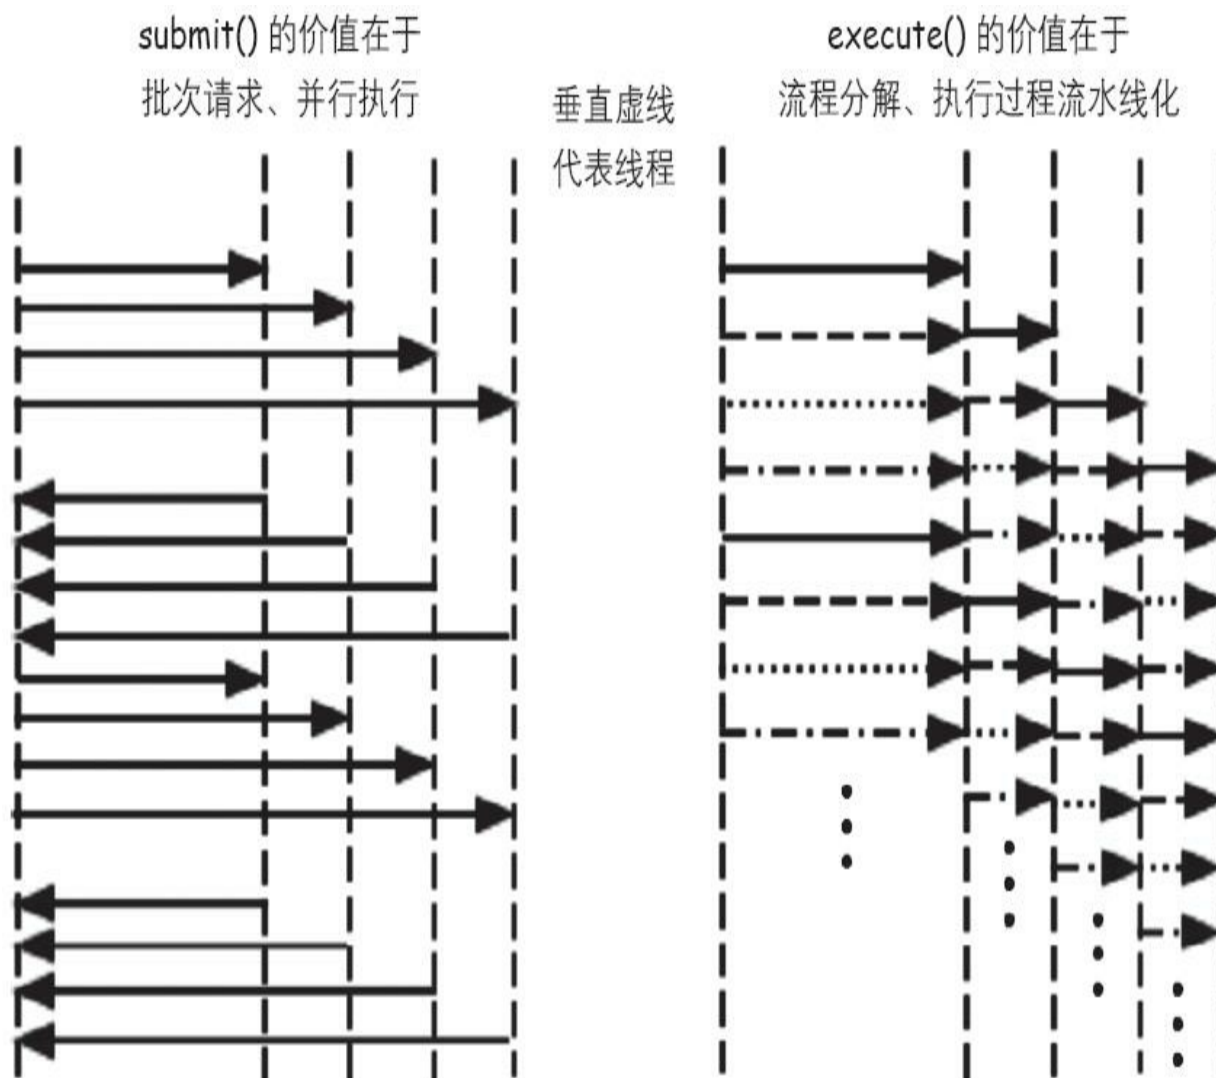 submit() 的价值在于
批次请求、并行执行
垂直虚线
代表线程
execute() 的价值在于
流程分解、执行过程流水线化